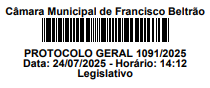 Câmara Municipal de Francisco Beltrão
PROTOCOLO GERAL 1091/2025
Data: 24/07/2025 - Horário: 14:12
Legislativo